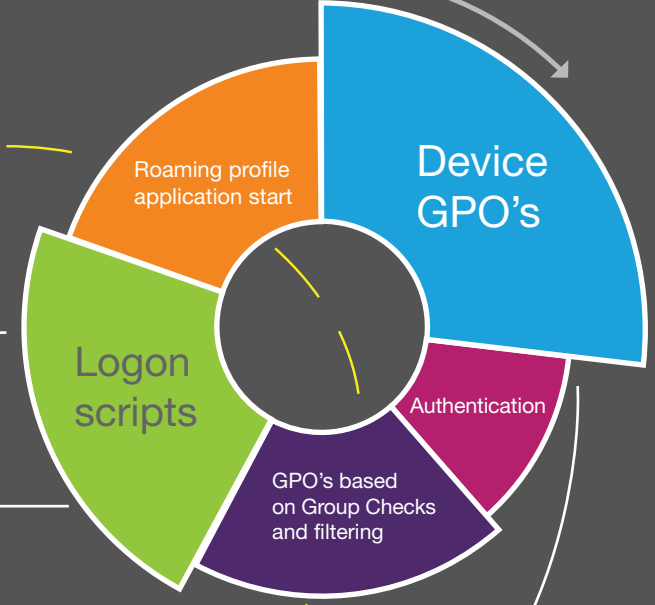 Device
GPO's
Authentication
GPO's based
on Group Checks
and filtering
Logon
scripts
Roaming profile
application start